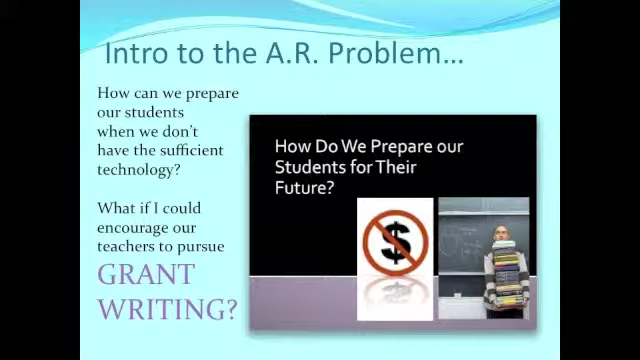 Intro to the A.R. Problem...
How can we prepare
our students
when we don't
have the sufficient
technology?
What if I could
encourage our
teachers to pursue
GRANT
WRITING?
How Do We Prepare our
Students for Their
Future?
$